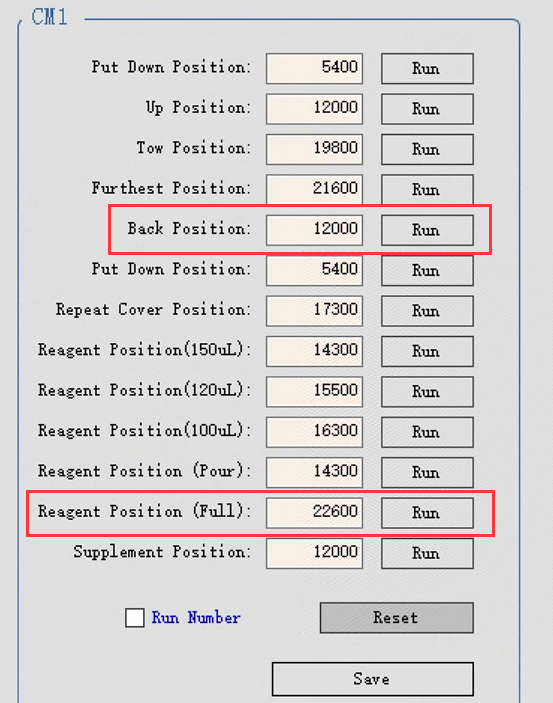 CM1
Put Down Position: 5400 Run
Up Position: 12000 Run
Tow Position: 19800 Run
Furthest Position: 21600 Run
Back Position: 12000 Run
Put Down Position: 5400 Run
Repeat Cover Position: 17300 Run
Reagent Position(150uL): 14300 Run
Reagent Position(120uL): 15500 Run
Reagent Position(100uL): 16300 Run
Reagent Position (Pour): 14300 Run
Reagent Position (Full): 22600 Run
Supplement Position: 12000 Run
Run Number Reset
Save